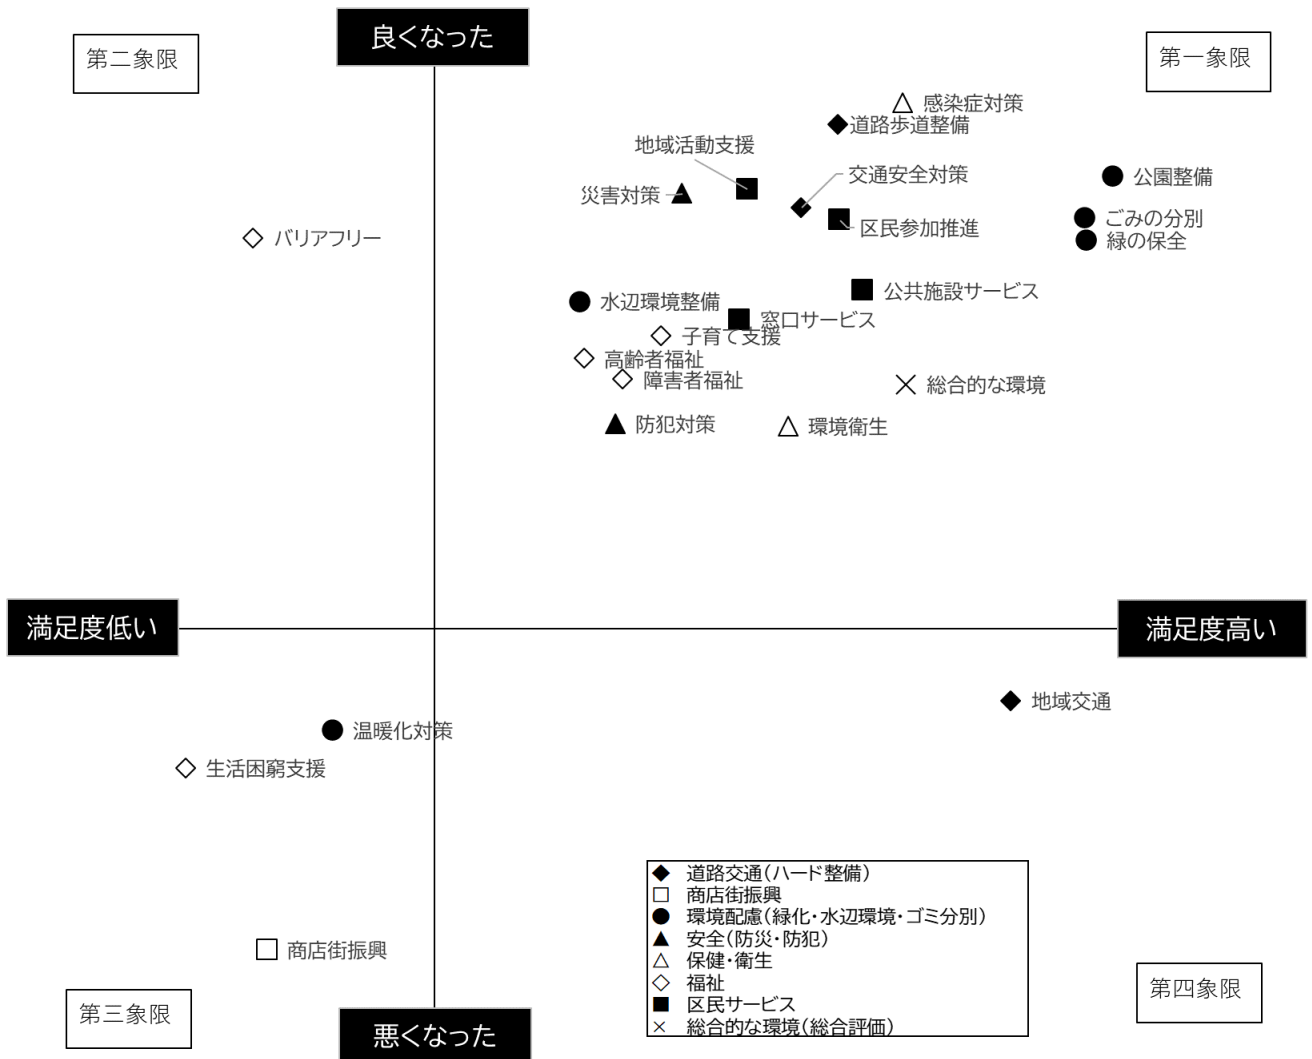 良くなった
第二象限
第一象限
感染症対策
道路歩道整備
地域活動支援
交通安全対策
公園整備
災害対策
ごみの分別
区民参加推進
緑の保全
バリアフリー
公共施設サービス
水辺環境整備
窓口サービス
子育て支援
高齢者福祉
障害者福祉
総合的な環境
防犯対策
環境衛生
満足度低い
満足度高い
地域交通
温暖化対策
生活困窮支援
道路交通(ハード整備)
商店街振興
環境配慮(緑化・水辺環境・ゴミ分別)
安全(防災・防犯)
保健・衛生
福祉
区民サービス
総合的な環境(総合評価)
商店街振興
第三象限
第四象限
悪くなった